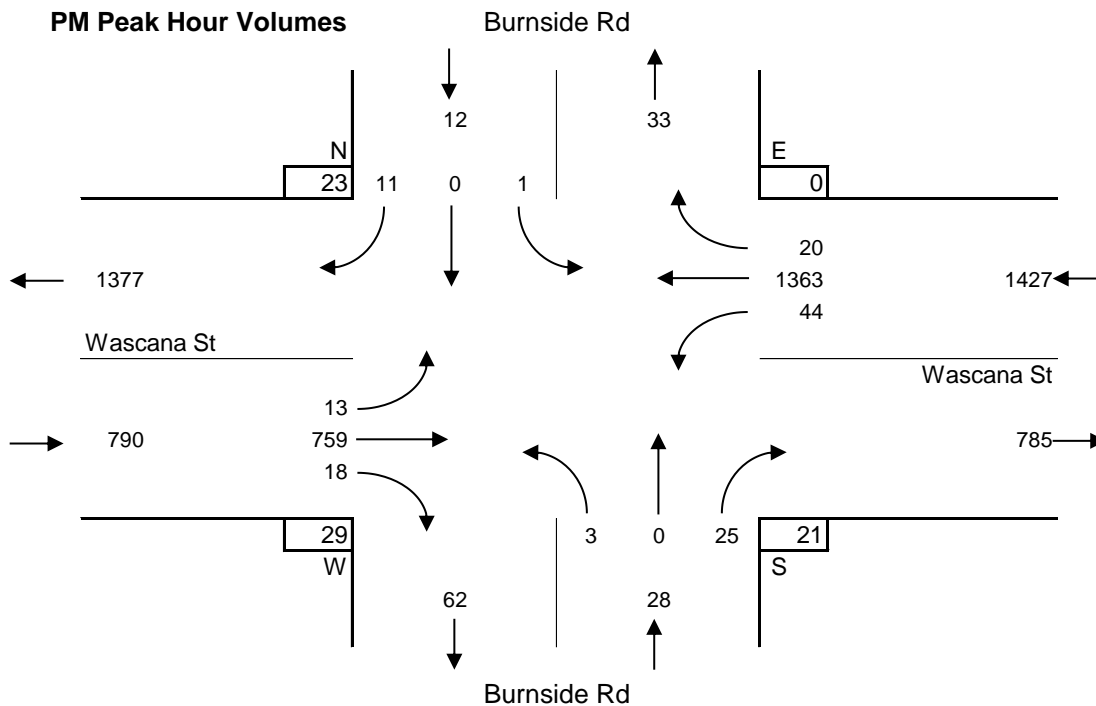 PM Peak Hour Volumes Burnside Rd
12 33
N E
23 11 0 1 0
20
1377 1363 1427
44
Wascana St
Wascana St
13
790 759 785
18
29 3 0 25 21
W S
62 28
Burnside Rd